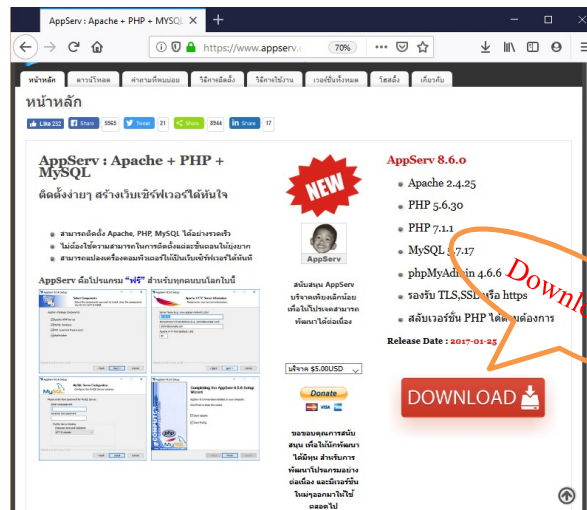 AppServ : Apache + PHP + MYSQL
https://www.appserv.
70%
หน้าหลัก
ดาวน์โหลด
คำถามที่พบบ่อย
วิธีการติดตั้ง
วิธีการใช้งาน
เวอร์ชั่นทั้งหมด
โฮสติ้ง
เกี่ยวกับ
หน้าหลัก
Like 232
Share 5565
Tweet 21
Share 8944
Share 17
AppServ : Apache + PHP +
MySQL
ติดตั้งง่ายๆ สร้างเว็บเซิร์ฟเวอร์ได้ทันใจ
สามารถติดตั้ง Apache, PHP, MySQL ได้อย่างรวดเร็ว
ไม่ต้องใช้ความสามารถในการติดตั้งแต่ละขั้นตอนให้ยุ่งยาก
สามารถแปลงเครื่องคอมพิวเตอร์ให้เป็นเว็บเซิร์ฟเวอร์ได้ทันที
AppServ คือโปรแกรม "ฟรี" สำหรับทุกคนบนโลกใบนี้
NEW
AppServ
สนับสนุน AppServ
บริจาคเพียงเล็กน้อย
เพื่อให้โปรเจคสามารถ
พัฒนาได้ต่อเนื่อง
บริจาค $5.00USD
Donate
VISA
ขอขอบคุณการสนับ
สนุน เพื่อให้นักพัฒนา
ได้มีทุน สำหรับการ
พัฒนาโปรแกรมอย่าง
ต่อเนื่อง และมีเวอร์ชั่น
ใหม่ๆออกมาให้ใช้
ตลอดไป
AppServ 8.6.0
Apache 2.4.25
PHP 5.6.30
PHP 7.1.1
MySQL 5.7.17
phpMyAdmin 4.6.6
รองรับ TLS,SSL หรือ https
สลับเวอร์ชั่น PHP ได้ตามต้องการ
Release Date : 2017-01-25
Downlo
DOWNLOAD